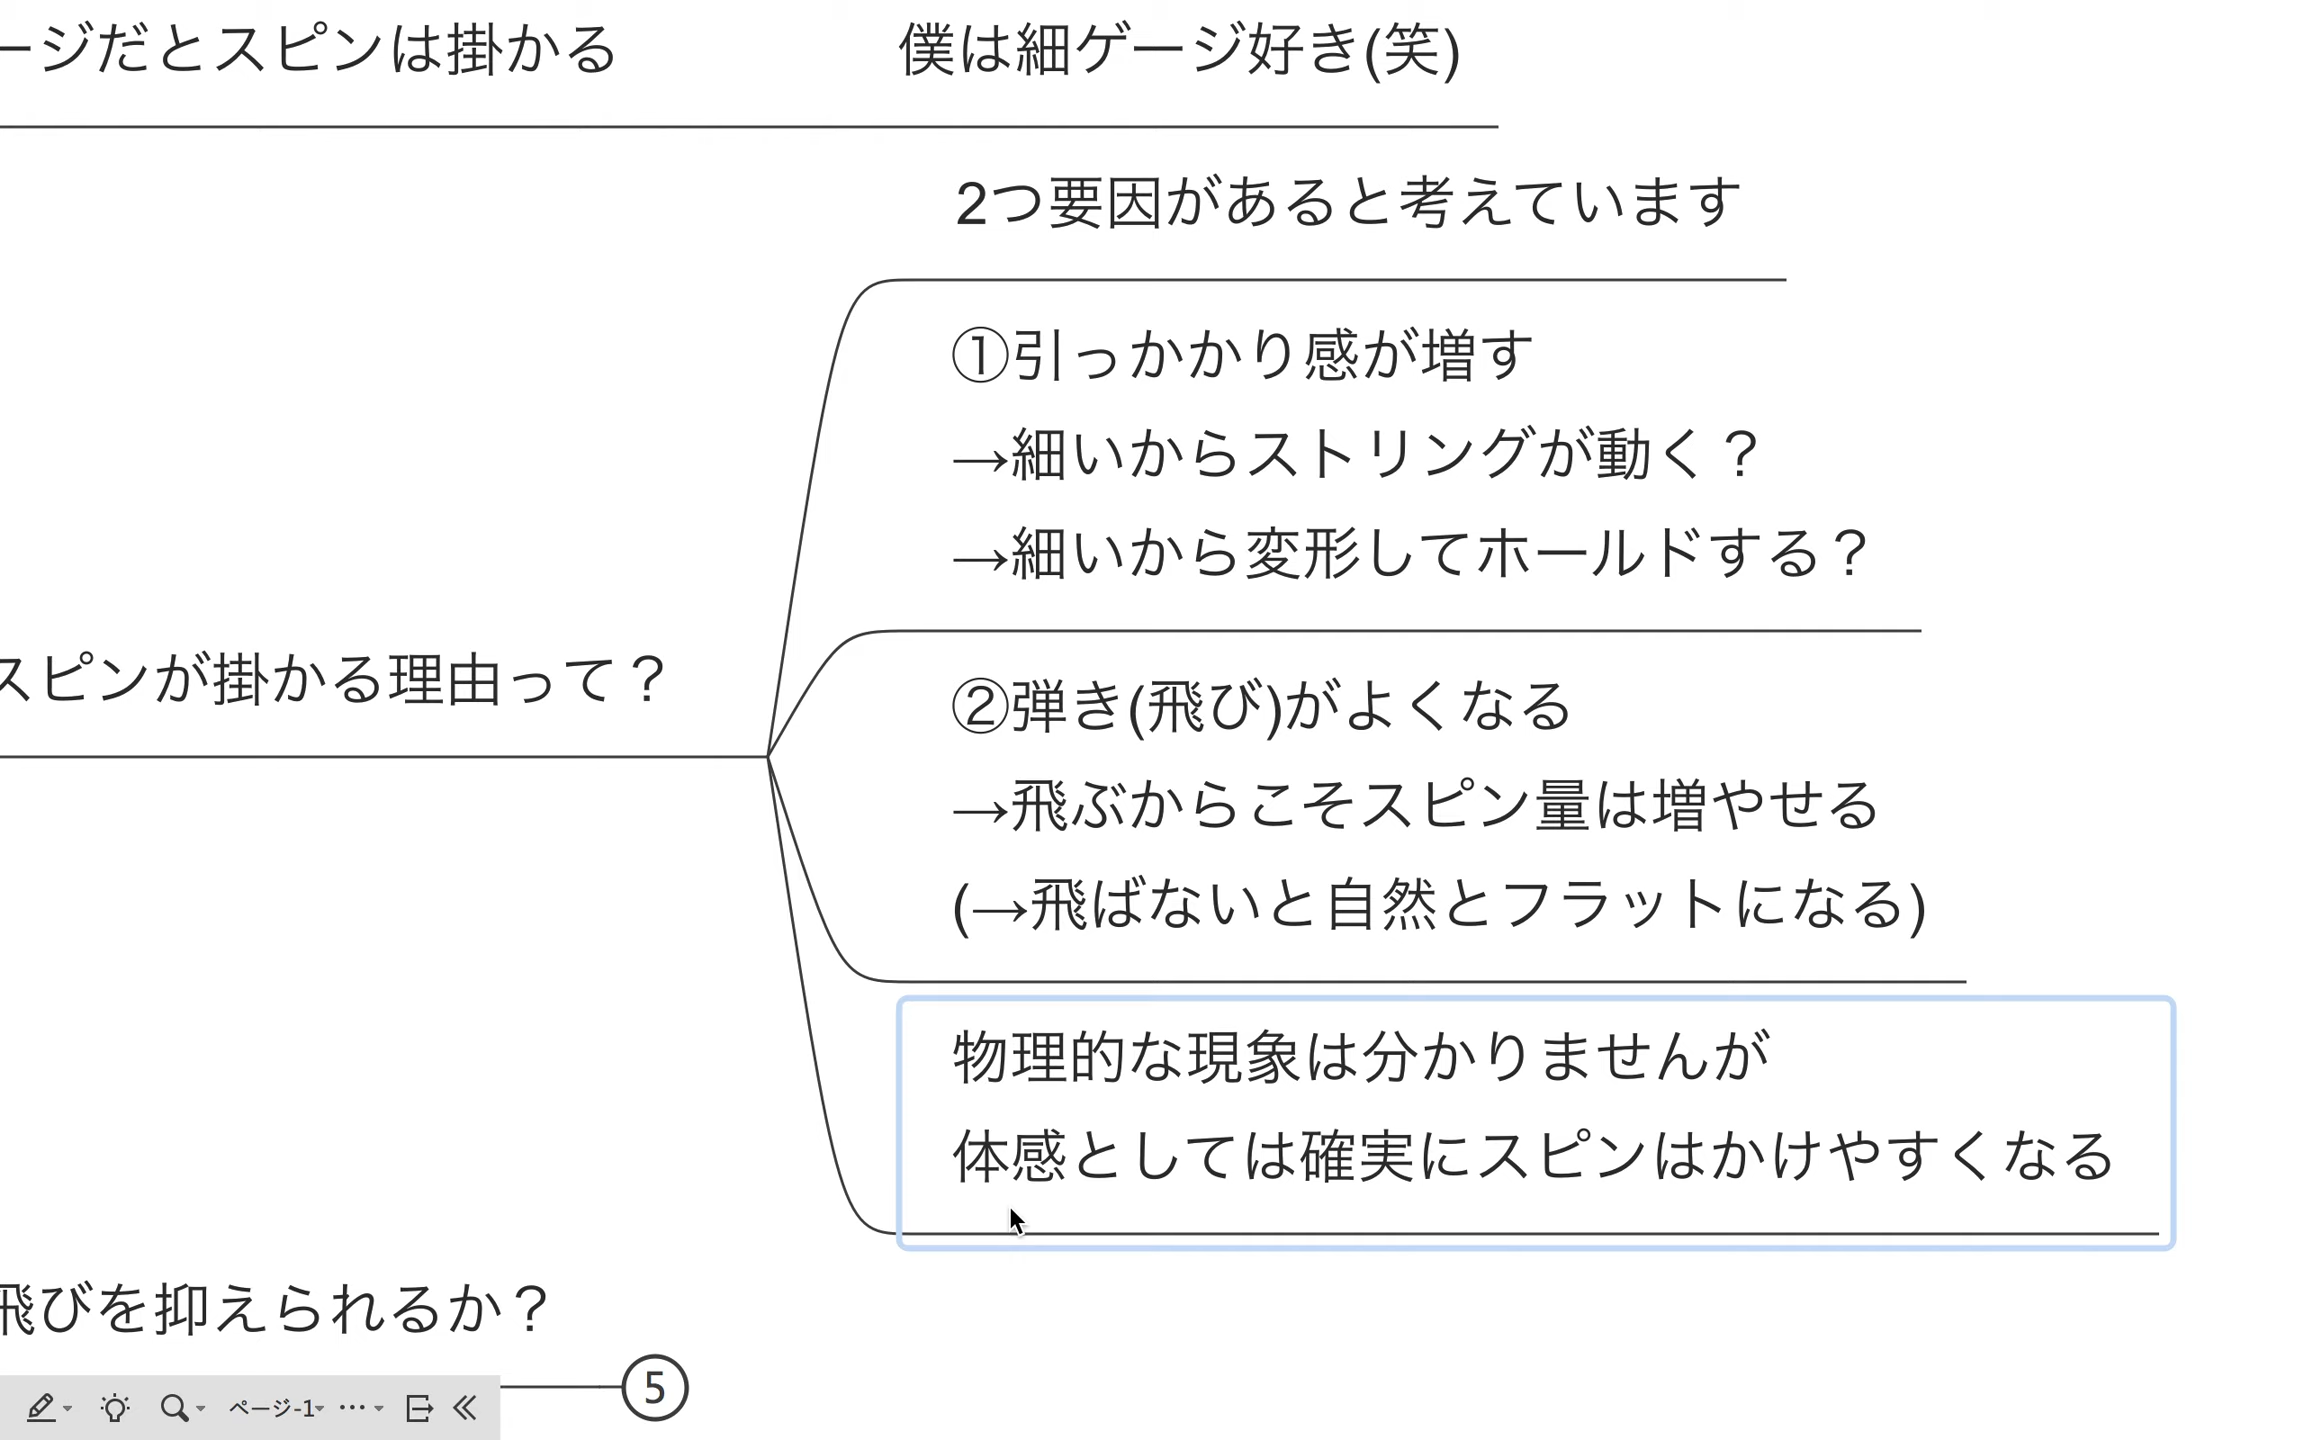 ージだとスピンは掛かる
僕は細ゲージ好き(笑)
2つ要因があると考えています
①引っかかり感が増す
→細いからストリングが動く？
→細いから変形してホールドする？
スピンが掛かる理由って？
②弾き(飛び)がよくなる
→飛ぶからこそスピン量は増やせる
(→飛ばないと自然とフラットになる)
物理的な現象は分かりませんが
体感としては確実にスピンはかけやすくなる
飛びを抑えられるか？
5
ページ-1